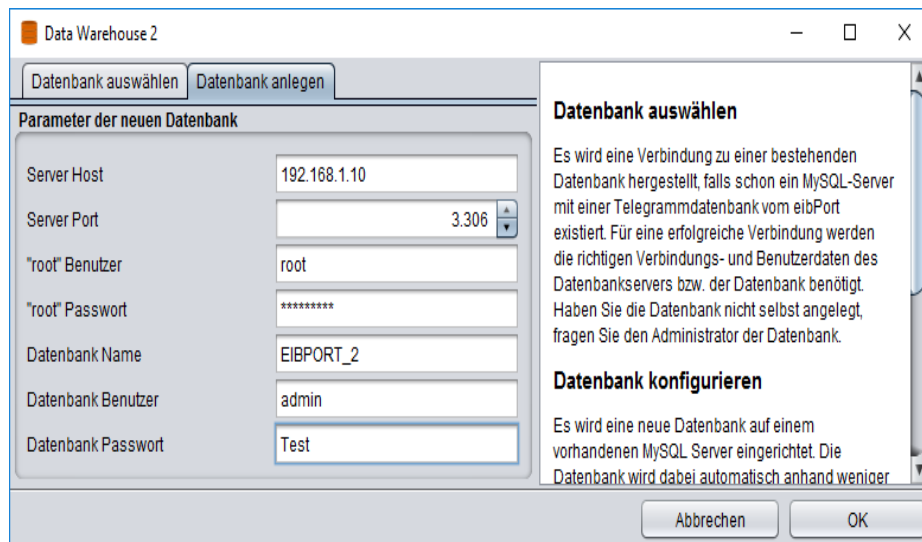 Data Warehouse 2
Datenbank auswählen
Datenbank anlegen
Parameter der neuen Datenbank
Server Host
192.168.1.10
Server Port
3.306
"root" Benutzer
root
"root" Passwort
*********
Datenbank Name
EIBPORT_2
Datenbank Benutzer
admin
Datenbank Passwort
Test
Datenbank auswählen
Es wird eine Verbindung zu einer bestehenden
Datenbank hergestellt, falls schon ein MySQL-Server
mit einer Telegrammdatenbank vom eibPort
existiert. Für eine erfolgreiche Verbindung werden
die richtigen Verbindungs- und Benutzerdaten des
Datenbankservers bzw. der Datenbank benötigt.
Haben Sie die Datenbank nicht selbst angelegt,
fragen Sie den Administrator der Datenbank.
Datenbank konfigurieren
Es wird eine neue Datenbank auf einem
vorhandenen MySQL Server eingerichtet. Die
Datenbank wird dabei automatisch anhand weniger
Abbrechen
OK